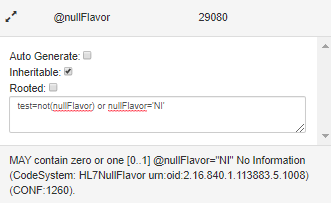 @nullFlavor 29080
Auto Generate:
Inheritable:
Rooted:
test=not(nullFlavor) or nullFlavor='NI'
MAY contain zero or one [0..1] @nullFlavor="NI" No Information
(CodeSystem: HL7NullFlavor urn:oid:2.16.840.1.113883.5.1008)
(CONF:1260).